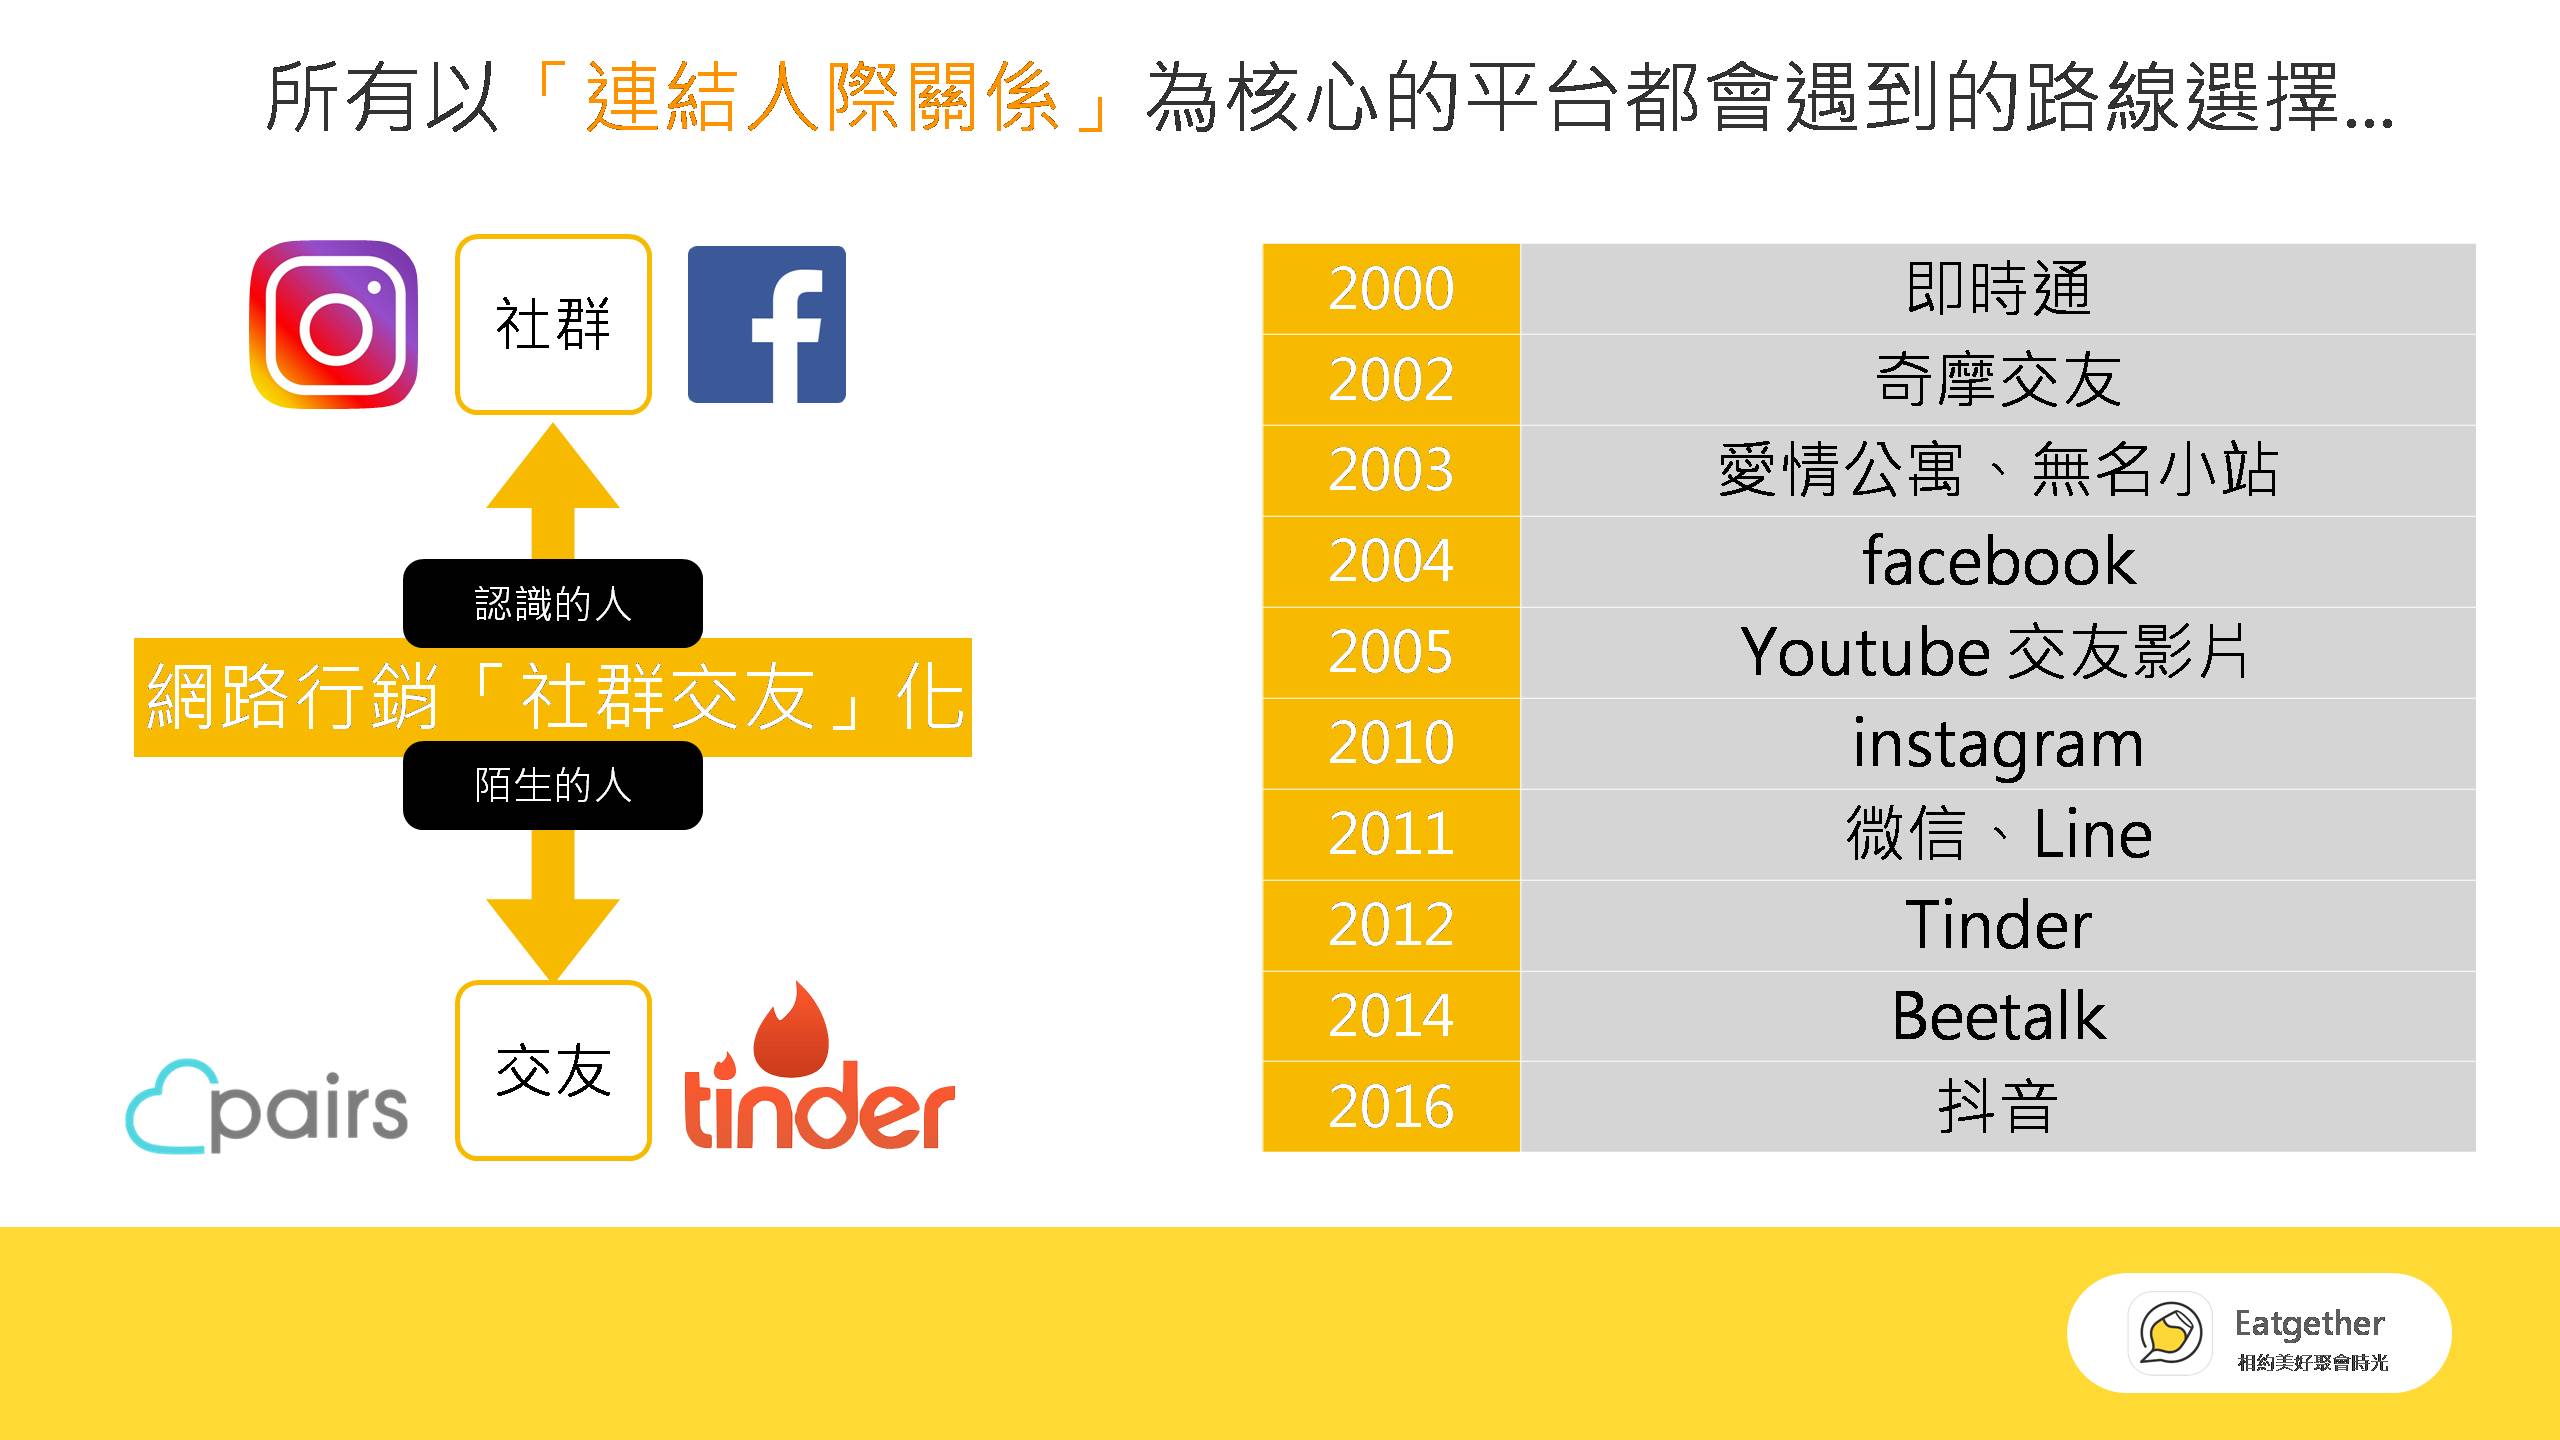 所有以「連結人際關係」為核心的平台都會遇到的路線選擇...
社群
認識的人
網路行銷「社群交友」化
陌生的人
交友
pairs
tinder
2000 即時通
2002 奇摩交友
2003 愛情公寓、無名小站
2004 facebook
2005 Youtube 交友影片
2010 instagram
2011 微信、Line
2012 Tinder
2014 Beetalk
2016 抖音
Eatgether
相約美好聚會時光